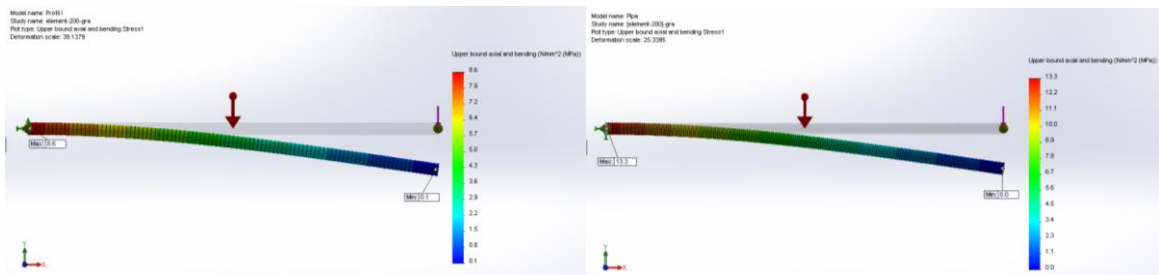 Model name: Profil I
Study name: element-200-gra
Plot type: Upper bound axial and bending Stress1
Deformation scale: 39.1379
Upper bound axial and bending (N/mm^2 (MPa))
8.6
7.9
7.2
6.4
5.7
5.0
4.3
3.6
2.9
2.2
1.5
0.8
0.1
Max: 8.6
Min: 0.1
Y
X
Model name: Pipa
Study name: [element-200]-gra
Plot type: Upper bound axial and bending Stress1
Deformation scale: 25.3395
Upper bound axial and bending (N/mm^2 (MPa))
13.3
12.2
11.1
10.0
8.9
7.8
6.7
5.6
4.5
3.4
2.3
1.1
0.0
Max: 13.3
Min: 0.0
Y
X